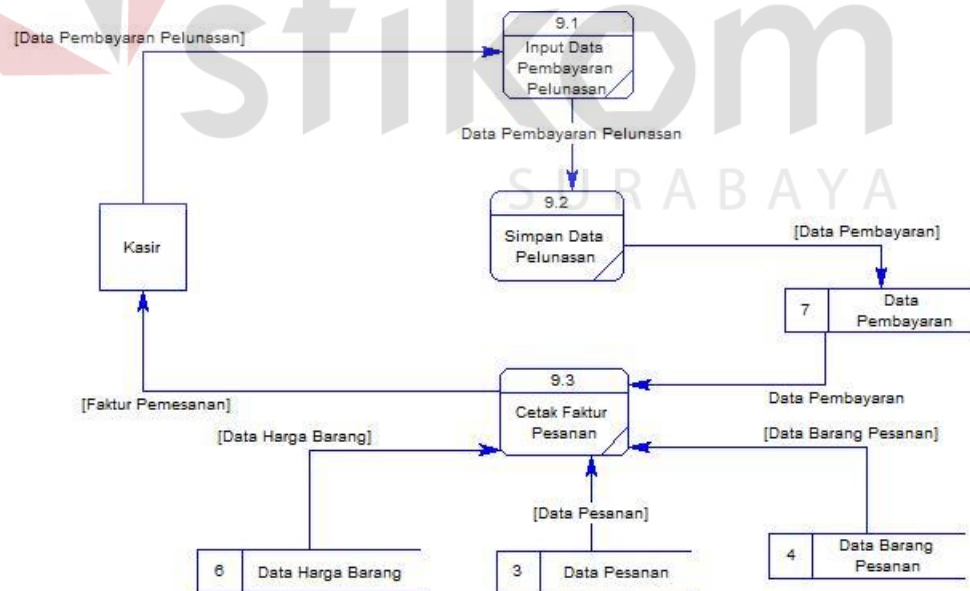 stikom
SURABAYA
[Data Pembayaran Pelunasan]
9.1
Input Data
Pembayaran
Pelunasan
Data Pembayaran Pelunasan
9.2
Simpan Data
Pelunasan
[Data Pembayaran]
Kasir
7
Data
Pembayaran
9.3
Cetak Faktur
Pesanan
Data Pembayaran
[Faktur Pemesanan]
[Data Harga Barang]
[Data Barang Pesanan]
[Data Pesanan]
6
Data Harga Barang
3
Data Pesanan
4
Data Barang
Pesanan